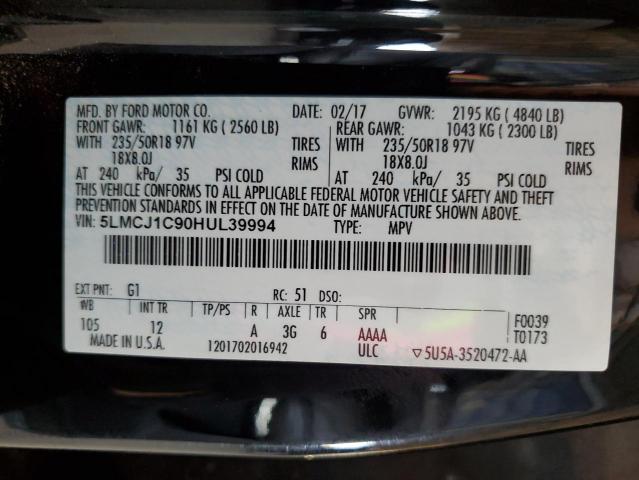 MFD. BY FORD MOTOR CO. DATE: 02/17 GVWR: 2195 KG ( 4840 LB)
FRONT GAWR: 1161 KG ( 2560 LB) REAR GAWR: 1043 KG ( 2300 LB)
WITH 235/50R18 97V TIRES WITH 235/50R18 97V TIRES
18X8.0J RIMS 18X8.0J RIMS
AT 240 kPa/ 35 PSI COLD AT 240 kPa/ 35 PSI COLD
THIS VEHICLE CONFORMS TO ALL APPLICABLE FEDERAL MOTOR VEHICLE SAFETY AND THEFT
PREVENTION STANDARDS IN EFFECT ON THE DATE OF MANUFACTURE SHOWN ABOVE.
VIN: 5LMCJ1C90HUL39994 TYPE: MPV
EXT PNT: G1 RC: 51 DSO:
WB INT TR TP/PS R AXLE TR SPR F0039
105 12 A 3G 6 AAAA T0173
MADE IN U.S.A. 1201702016942 ULC ▽5U5A-3520472-AA